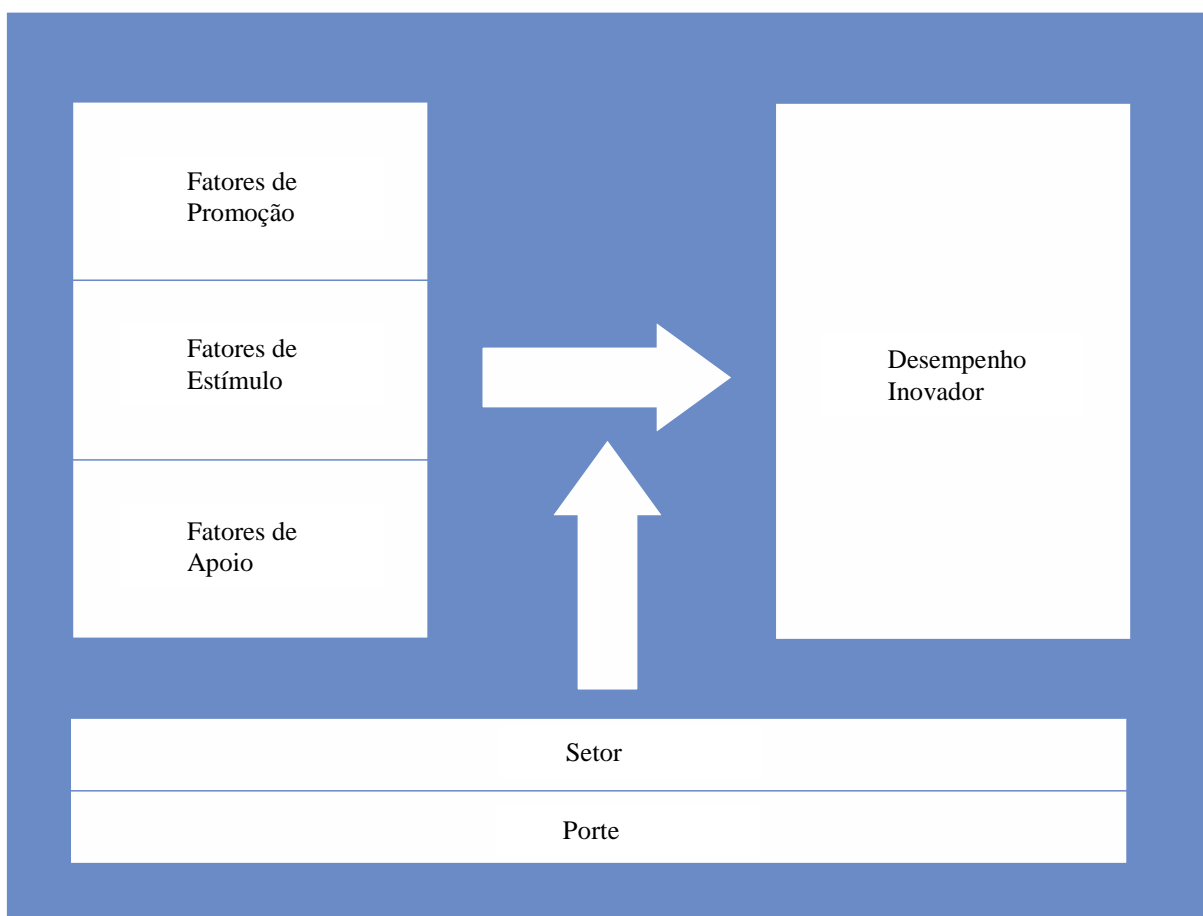 Fatores de
Promoção
Fatores de
Estímulo
Fatores de
Apoio
Desempenho
Inovador
Setor
Porte